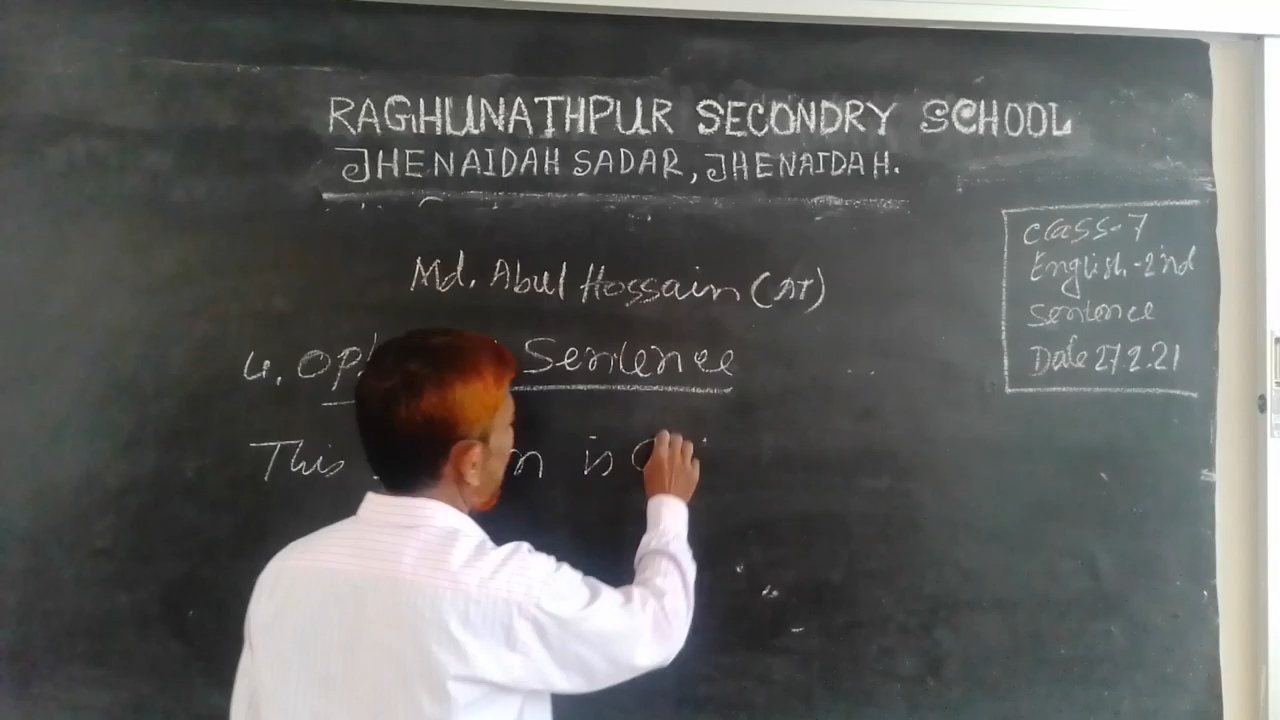 RAGHUNATHPUR SECONDRY SCHOOL
JHENAIDAH SADAR, JHENAIDAH.
Md. Abul Hossain (AT)
4. Sentence
This is
Class-7
English-2nd
Sentence
Date 27 2.21